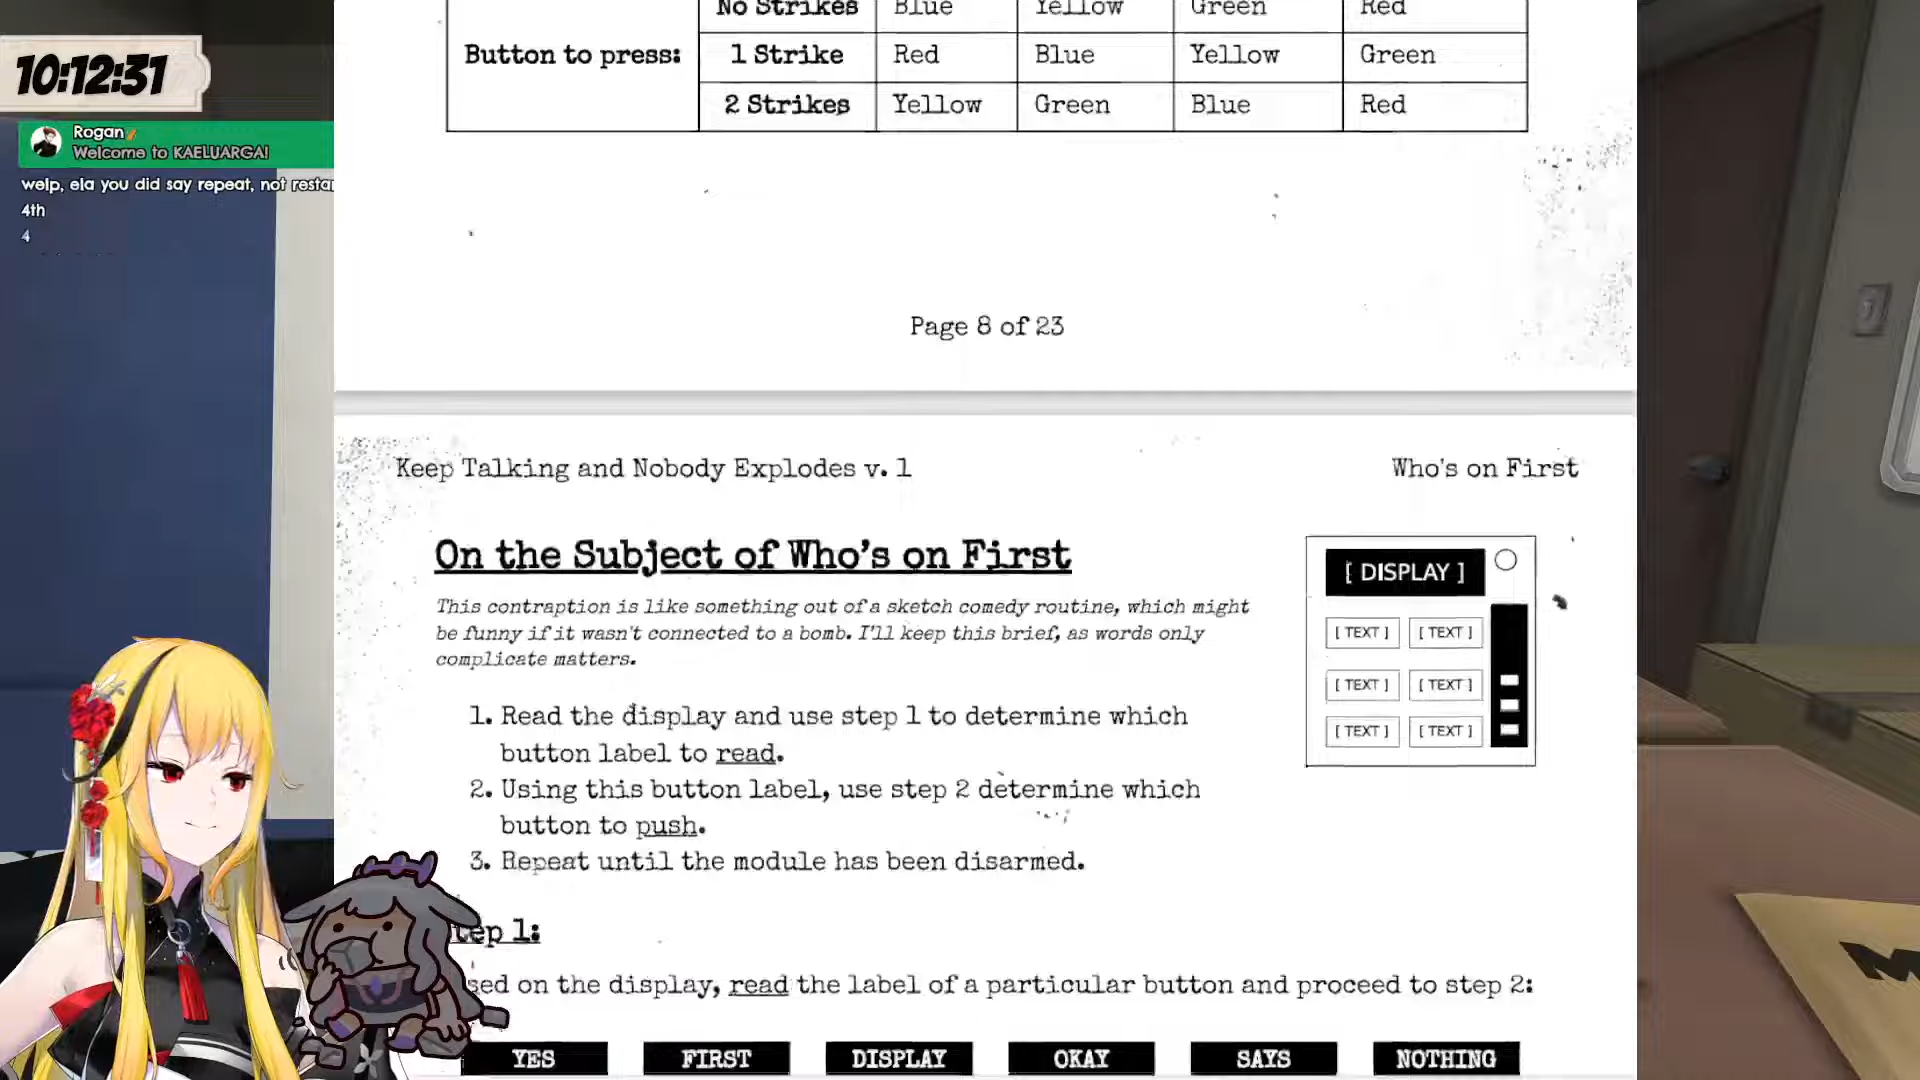 10:12:31
Rogan
Welcome to KAELUARGA!
welp, ela you did say repeat, not restar
4th
4
No Strikes Blue Yellow Green Red
Button to press: 1 Strike Red Blue Yellow Green
2 Strikes Yellow Green Blue Red
Page 8 of 23
Keep Talking and Nobody Explodes v. 1
Who's on First
On the Subject of Who's on First
This contraption is like something out of a sketch comedy routine, which might
be funny if it wasn't connected to a bomb. I'll keep this brief, as words only
complicate matters.
[ DISPLAY ]
[ TEXT ] [ TEXT ]
[ TEXT ] [ TEXT ]
[ TEXT ] [ TEXT ]
1. Read the display and use step 1 to determine which
button label to read.
2. Using this button label, use step 2 determine which
button to push.
3. Repeat until the module has been disarmed.
tep 1:
sed on the display, read the label of a particular button and proceed to step 2:
YES FIRST DISPLAY OKAY SAYS NOTHING